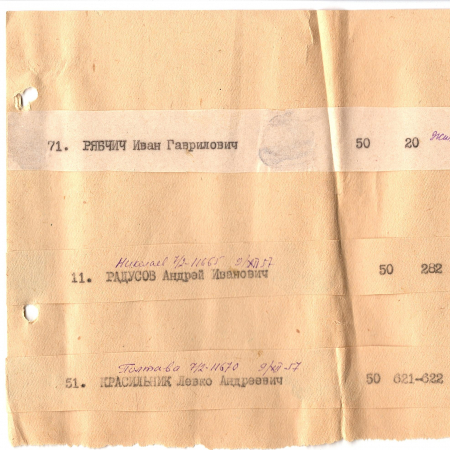 71. РЯБЧИЧ Иван Гаврилович 50 20
Николаев 7/2-11665 9/XII-57
11. РАДУСОВ Андрей Иванович 50 282
Полтава 7/2-11670 9/XII-57
51. КРАСИЛЬНИК Левко Андреевич 50 621-622